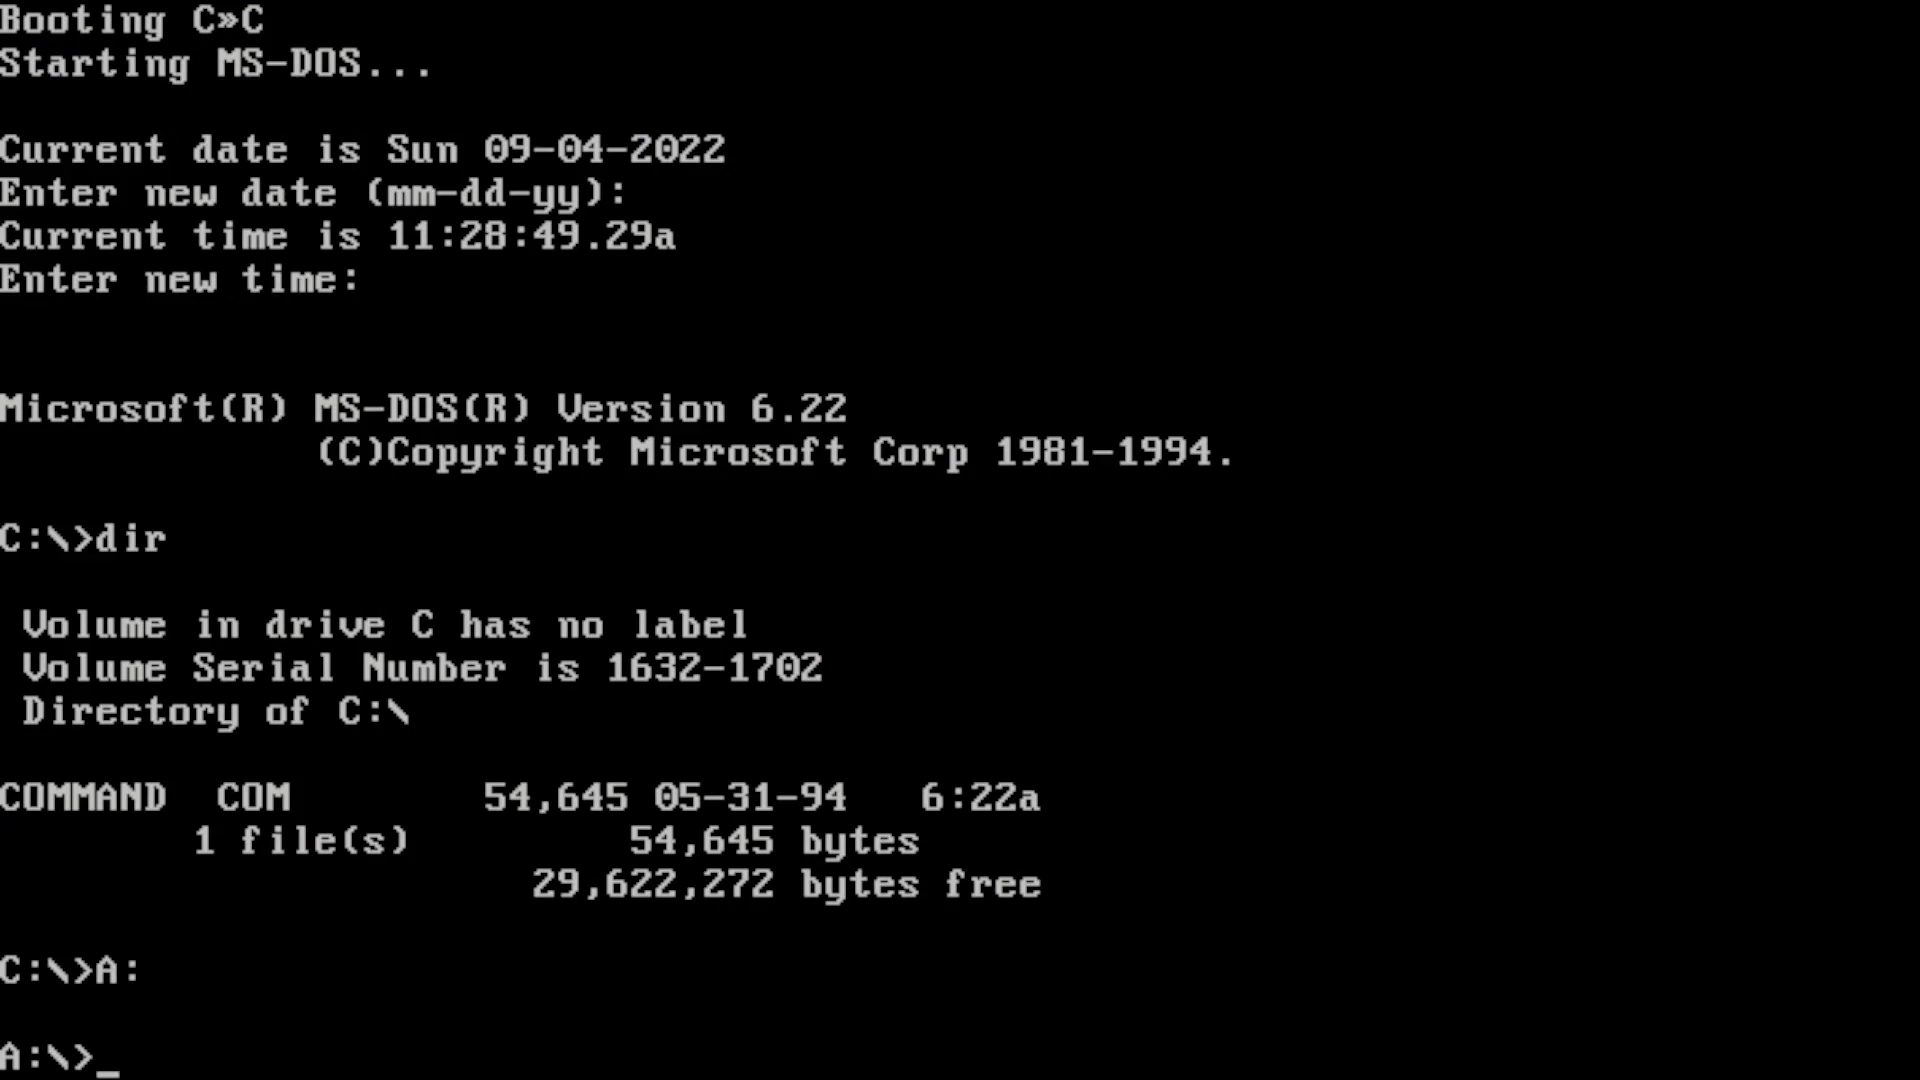 Booting C»C
Starting MS-DOS...
Current date is Sun 09-04-2022
Enter new date (mm-dd-yy):
Current time is 11:28:49.29a
Enter new time:
Microsoft(R) MS-DOS(R) Version 6.22
(C)Copyright Microsoft Corp 1981-1994.
C:\>dir
Volume in drive C has no label
Volume Serial Number is 1632-1702
Directory of C:\
COMMAND  COM        54,645 05-31-94   6:22a
1 file(s)         54,645 bytes
29,622,272 bytes free
C:\>A:
A:\>_